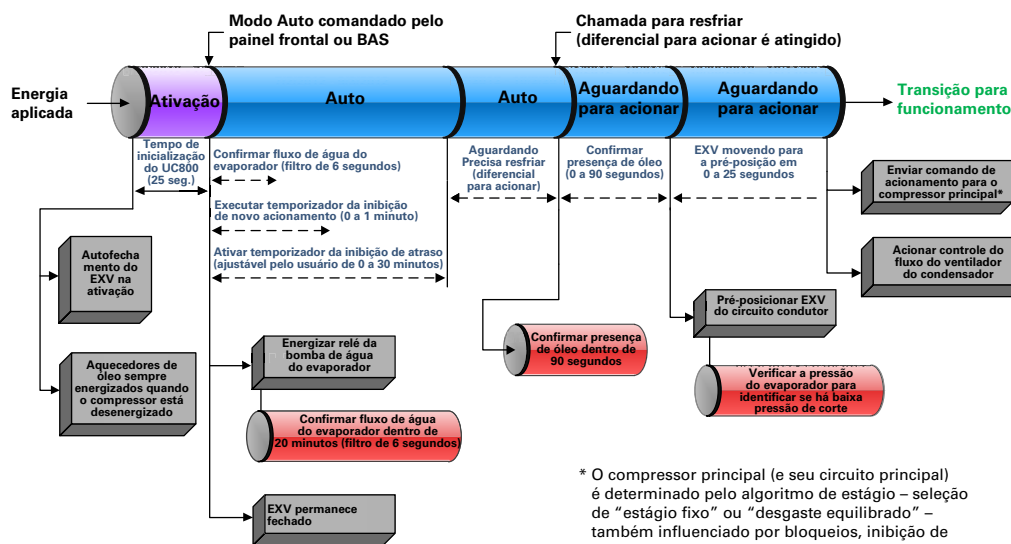 Modo Auto comandado pelo
painel frontal ou BAS
Chamada para resfriar
(diferencial para acionar é atingido)
Energia
aplicada
Ativação
Auto
Auto
Aguardando
para acionar
Aguardando
para acionar
Transição para
funcionamento
Tempo de
inicialização
do UC800
(25 seg.)
Confirmar fluxo de água do
evaporador (filtro de 6 segundos)
Executar temporizador da inibição
de novo acionamento (0 a 1 minuto)
Ativar temporizador da inibição de atraso
(ajustável pelo usuário de 0 a 30 minutos)
Aguardando
Precisa resfriar
(diferencial
para acionar)
Confirmar
presença de óleo
(0 a 90 segundos)
EXV movendo para
a pré-posição em
0 a 25 segundos
Enviar comando de
acionamento para o
compressor principal*
Acionar controle do
fluxo do ventilador
do condensador
Autofecha
mento do
EXV na
ativação
Aquecedores de
óleo sempre
energizados quando
o compressor está
desenergizado
Energizar relé da
bomba de água
do evaporador
Confirmar fluxo de água
do evaporador dentro de
20 minutos (filtro de 6 segundos)
EXV permanece
fechado
Confirmar presença
de óleo dentro de
90 segundos
Pré-posicionar EXV
do circuito condutor
Verificar a pressão
do evaporador para
identificar se há baixa
pressão de corte
* O compressor principal (e seu circuito principal)
é determinado pelo algoritmo de estágio – seleção
de “estágio fixo” ou “desgaste equilibrado” –
também influenciado por bloqueios, inibição de